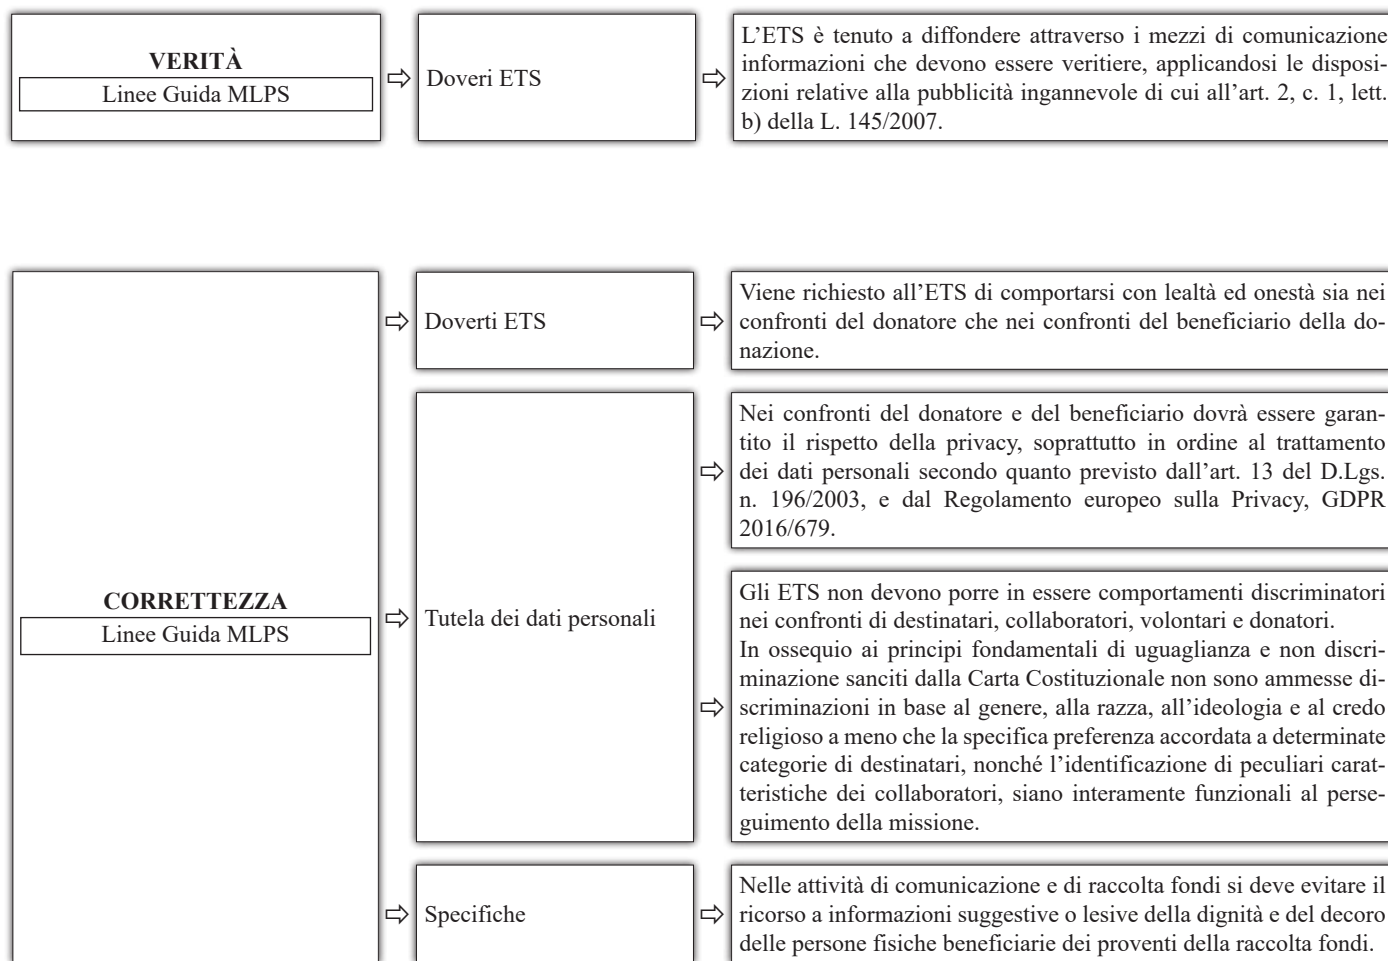 VERITÀ
Linee Guida MLPS
Doveri ETS
L’ETS è tenuto a diffondere attraverso i mezzi di comunicazione
informazioni che devono essere veritiere, applicandosi le disposi-
zioni relative alla pubblicità ingannevole di cui all’art. 2, c. 1, lett.
b) della L. 145/2007.
CORRETTEZZA
Linee Guida MLPS
Doverti ETS
Viene richiesto all’ETS di comportarsi con lealtà ed onestà sia nei
confronti del donatore che nei confronti del beneficiario della do-
nazione.
Tutela dei dati personali
Nei confronti del donatore e del beneficiario dovrà essere garan-
tito il rispetto della privacy, soprattutto in ordine al trattamento
dei dati personali secondo quanto previsto dall’art. 13 del D.Lgs.
n. 196/2003, e dal Regolamento europeo sulla Privacy, GDPR
2016/679.
Gli ETS non devono porre in essere comportamenti discriminatori
nei confronti di destinatari, collaboratori, volontari e donatori.
In ossequio ai principi fondamentali di uguaglianza e non discri-
minazione sanciti dalla Carta Costituzionale non sono ammesse di-
scriminazioni in base al genere, alla razza, all’ideologia e al credo
religioso a meno che la specifica preferenza accordata a determinate
categorie di destinatari, nonché l’identificazione di peculiari carat-
teristiche dei collaboratori, siano interamente funzionali al perse-
guimento della missione.
Specifiche
Nelle attività di comunicazione e di raccolta fondi si deve evitare il
ricorso a informazioni suggestive o lesive della dignità e del decoro
delle persone fisiche beneficiarie dei proventi della raccolta fondi.